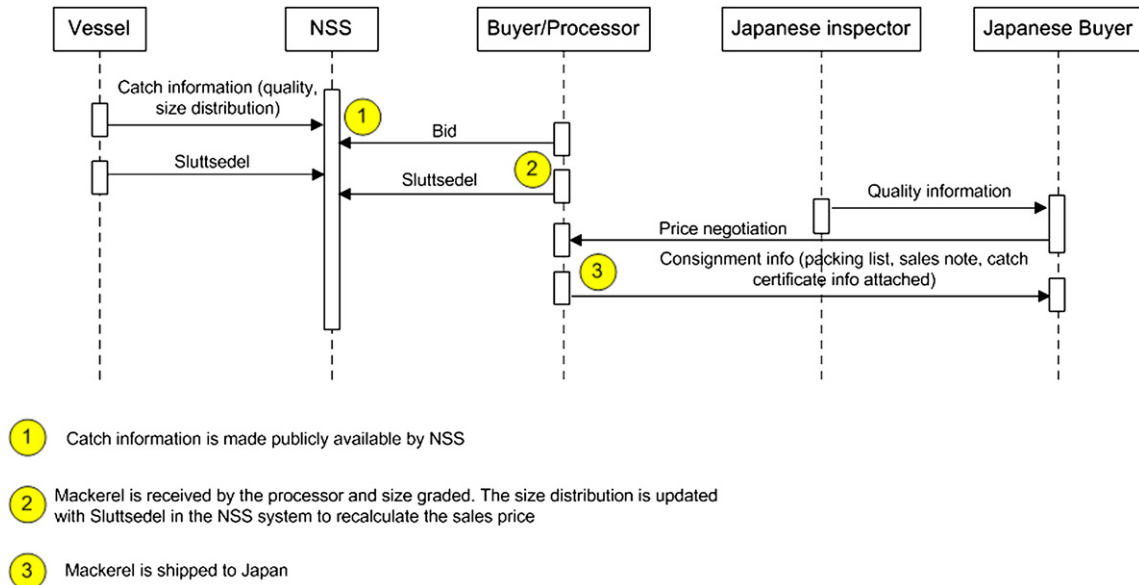 Vessel
NSS
Buyer/Processor
Japanese inspector
Japanese Buyer
Catch information (quality,
size distribution)
1
Bid
Sluttsedel
2
Sluttsedel
Quality information
Price negotiation
Consignment info (packing list, sales note, catch
certificate info attached)
3
1
Catch information is made publicly available by NSS
2
Mackerel is received by the processor and size graded. The size distribution is updated
with Sluttsedel in the NSS system to recalculate the sales price
3
Mackerel is shipped to Japan